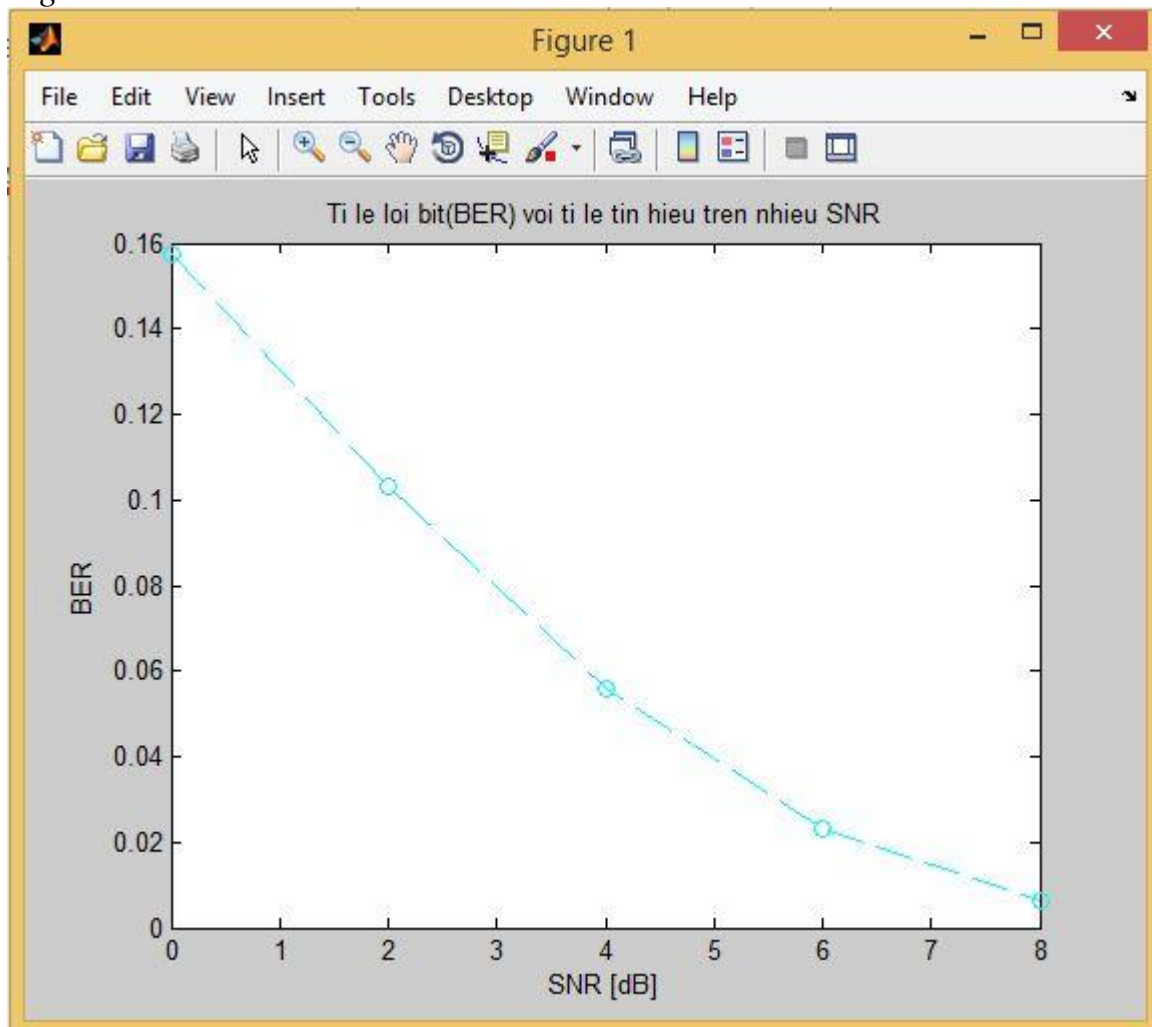 Figure 1
File Edit View Insert Tools Desktop Window Help
Ti le loi bit(BER) voi ti le tin hieu tren nhieu SNR
0.16
0.14
0.12
0.1
0.08
0.06
0.04
0.02
0
BER
0 1 2 3 4 5 6 7 8
SNR [dB]